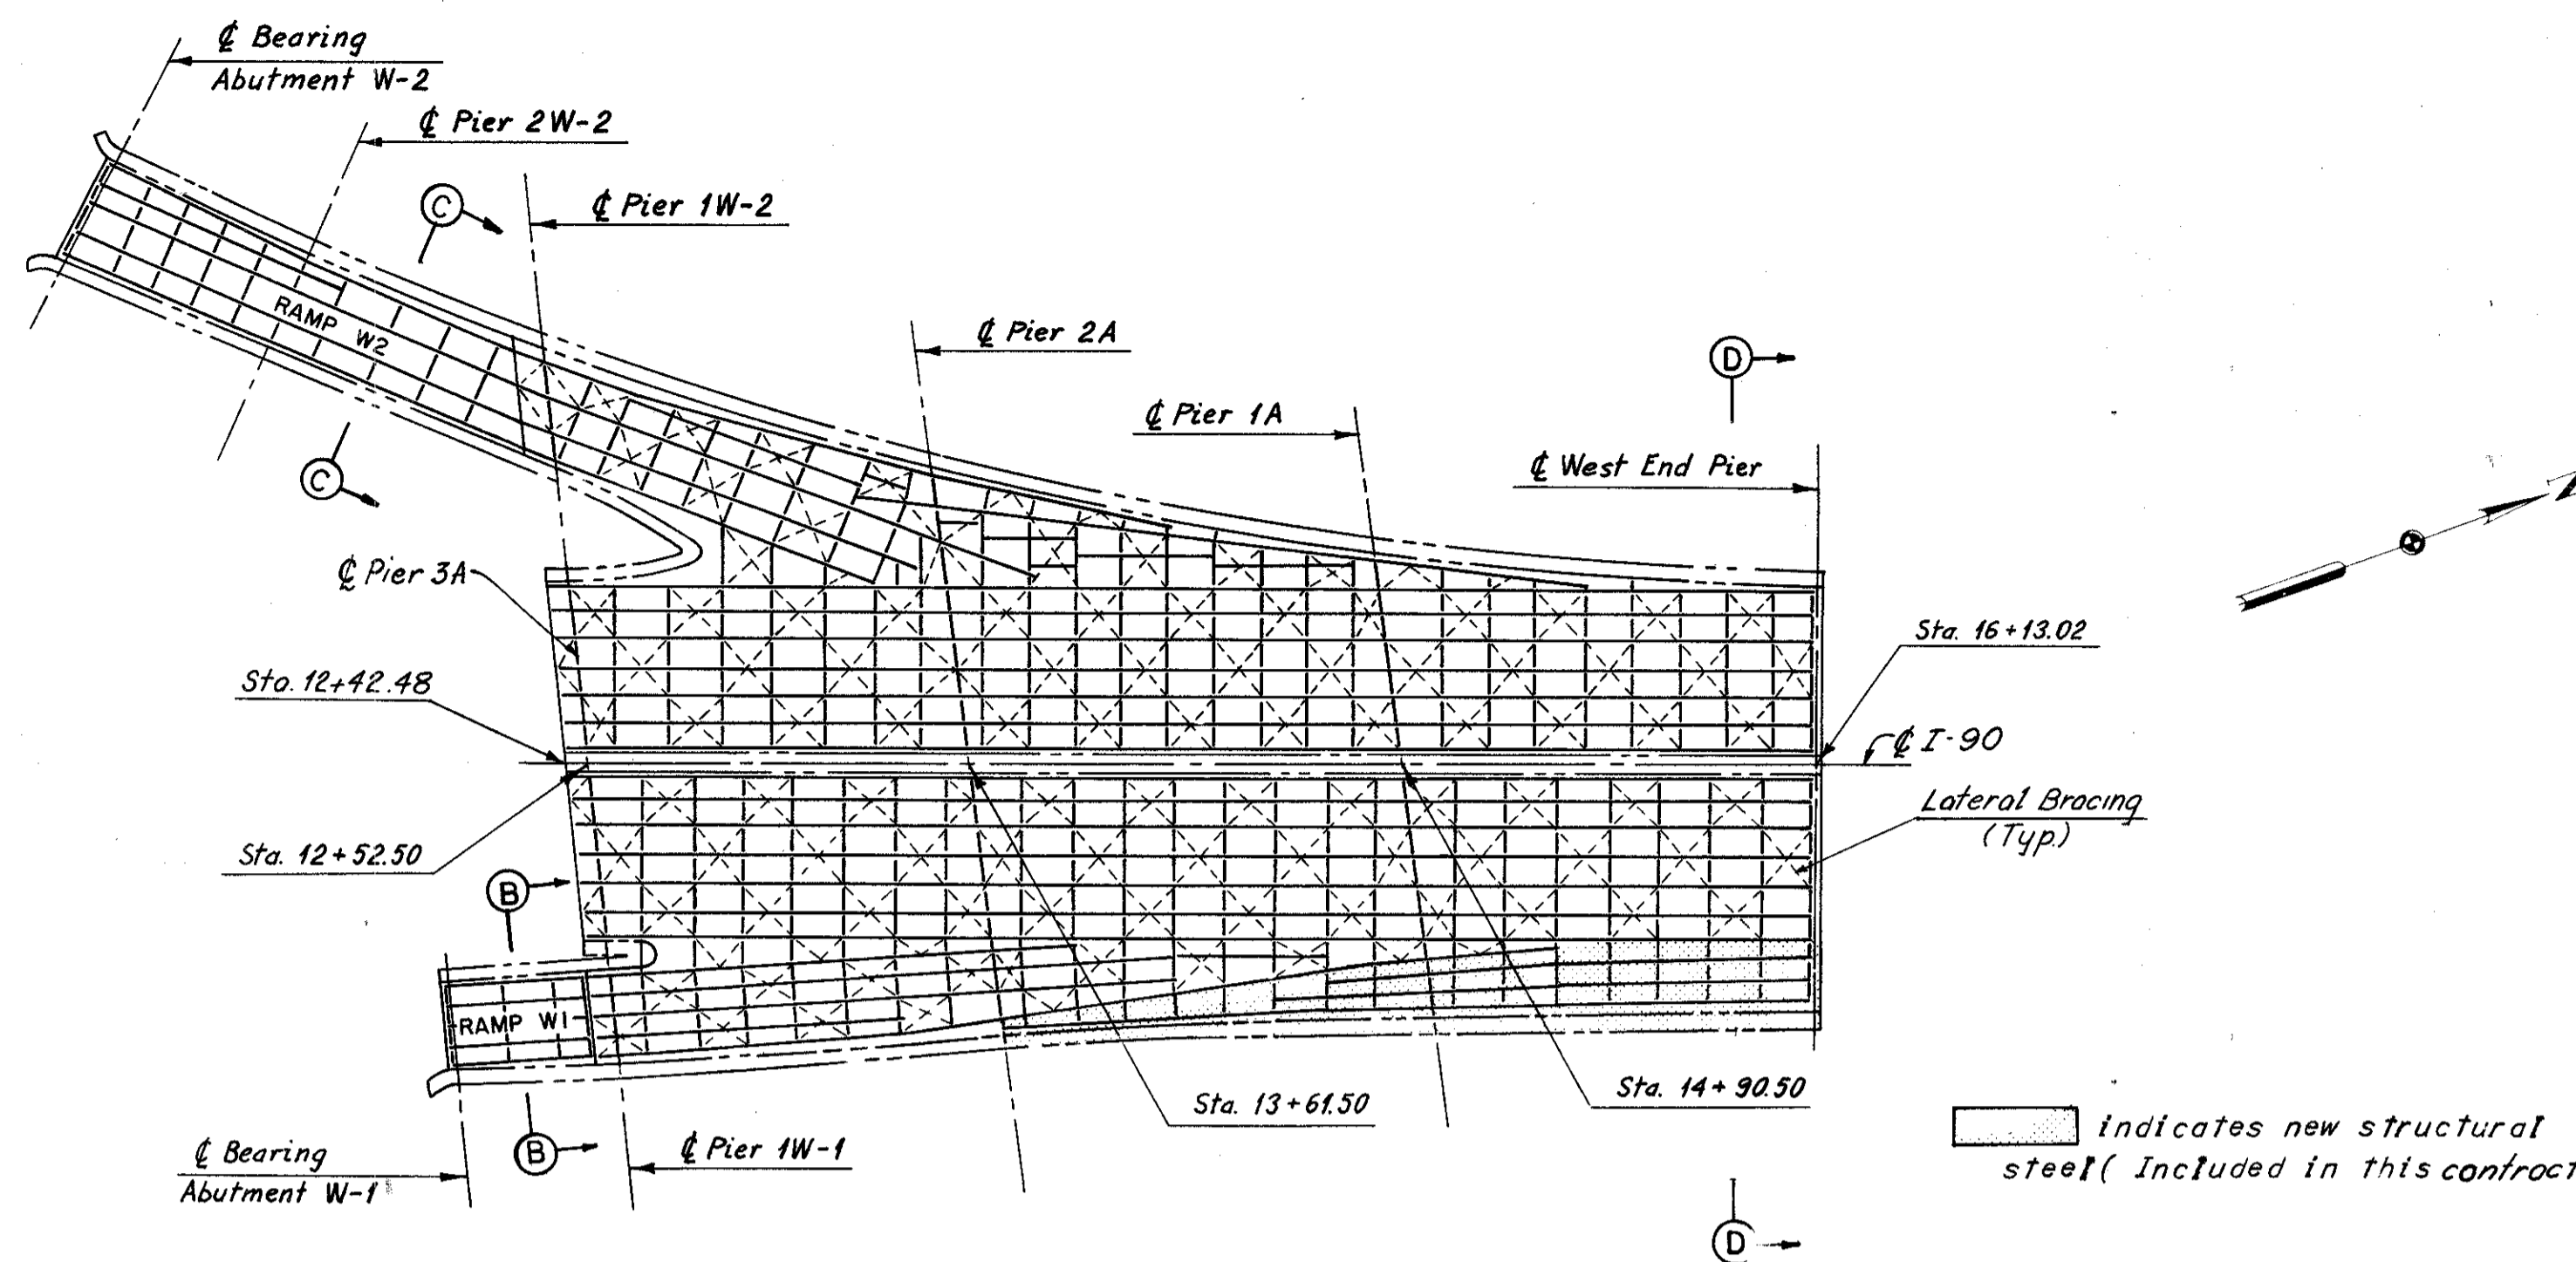 ℄ Bearing
Abutment W-2
℄ Pier 2W-2
C
℄ Pier 1W-2
RAMP W2
℄ Pier 2A
D
℄ Pier 1A
℄ West End Pier
C
N
℄ Pier 3A
Sta. 16+13.02
Sta. 12+42.48
℄ I-90
Lateral Bracing
(Typ.)
Sta. 12+52.50
B
RAMP W1
Sta. 14+90.50
Sta. 13+61.50
indicates new structural
steel ( Included in this contract
℄ Bearing
Abutment W-1
B
℄ Pier 1W-1
D